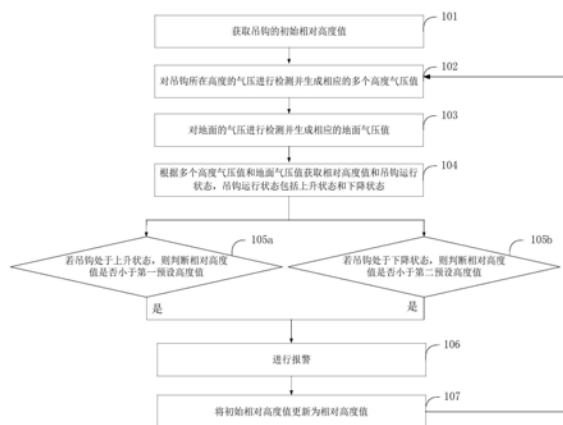 101
获取吊钩的初始相对高度值
102
对吊钩所在高度的气压进行检测并生成相应的多个高度气压值
103
对地面的气压进行检测并生成相应的地面气压值
104
根据多个高度气压值和地面气压值获取相对高度值和吊钩运行
状态，吊钩运行状态包括上升状态和下降状态
105a
若吊钩处于上升状态，则判断相对高度
值是否小于第一预设高度值
105b
若吊钩处于下降状态，则判断相对高度
值是否小于第二预设高度值
是
是
106
进行报警
107
将初始相对高度值更新为相对高度值